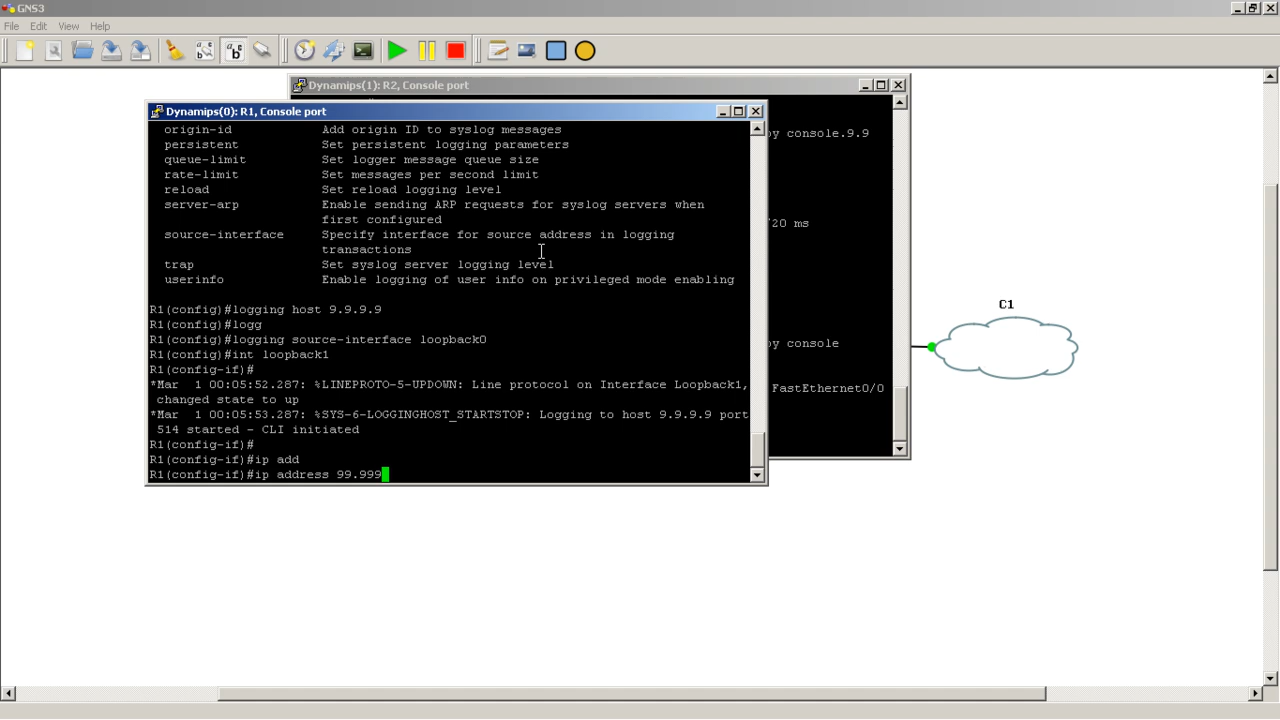 GNS3
File Edit View Help
Dynamips(1): R2, Console port
Dynamips(0): R1, Console port
origin-id Add origin ID to syslog messages
persistent Set persistent logging parameters
queue-limit Set logger message queue size
rate-limit Set messages per second limit
reload Set reload logging level
server-arp Enable sending ARP requests for syslog servers when
first configured
source-interface Specify interface for source address in logging
transactions
trap Set syslog server logging level
userinfo Enable logging of user info on privileged mode enabling
R1(config)#logging host 9.9.9.9
R1(config)#logg
R1(config)#logging source-interface loopback0
R1(config)#int loopback1
R1(config-if)#
*Mar 1 00:05:52.287: %LINEPROTO-5-UPDOWN: Line protocol on Interface Loopback1,
changed state to up
*Mar 1 00:05:53.287: %SYS-6-LOGGINGHOST_STARTSTOP: Logging to host 9.9.9.9 port
514 started - CLI initiated
R1(config-if)#
R1(config-if)#ip add
R1(config-if)#ip address 99.999
by console.9.9
20 ms
by console
FastEthernet0/0
C1